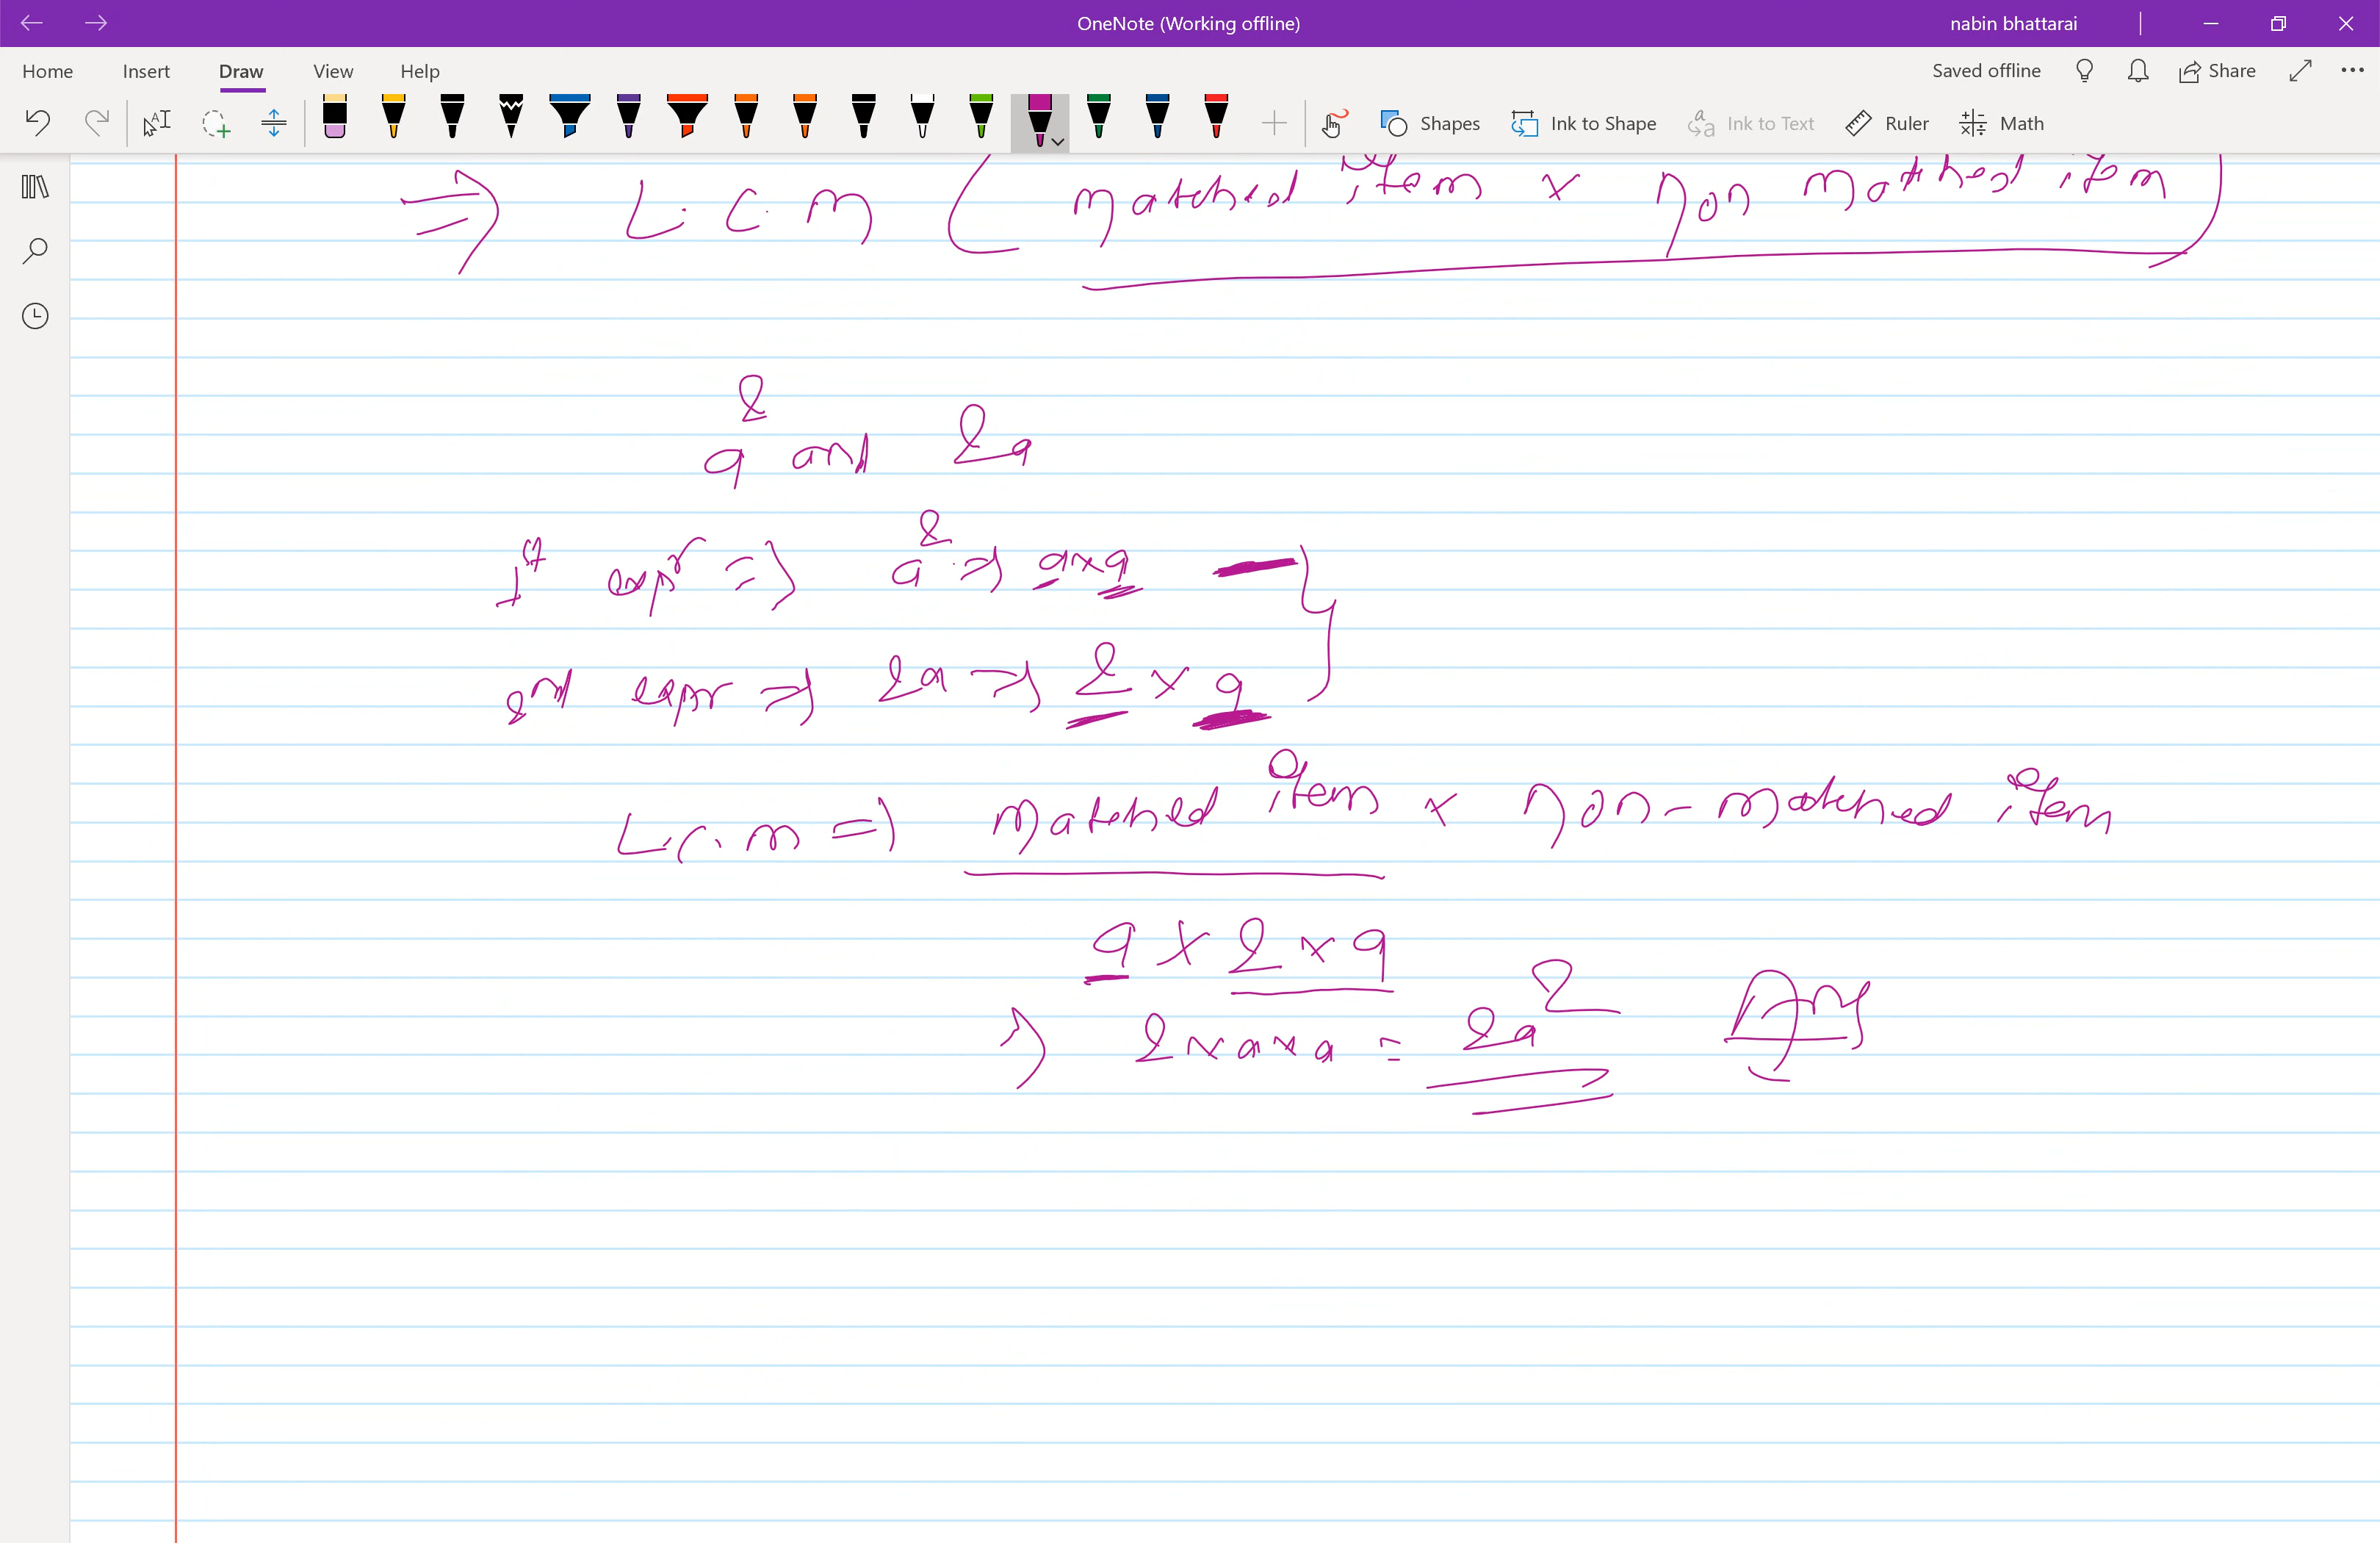 OneNote (Working offline) nabin bhattarai
Home Insert Draw View Help Saved offline Share
Shapes Ink to Shape Ink to Text Ruler Math
⇒ L.C.M ( Matched item × Non matched item )
a² and 2a
1st expr ⇒ a² ⇒ a×a
2nd expr ⇒ 2a ⇒ 2 × a
L.C.M ⇒ Matched item × Non-matched item
a × 2 × a
⇒ 2×a×a = 2a² Ans